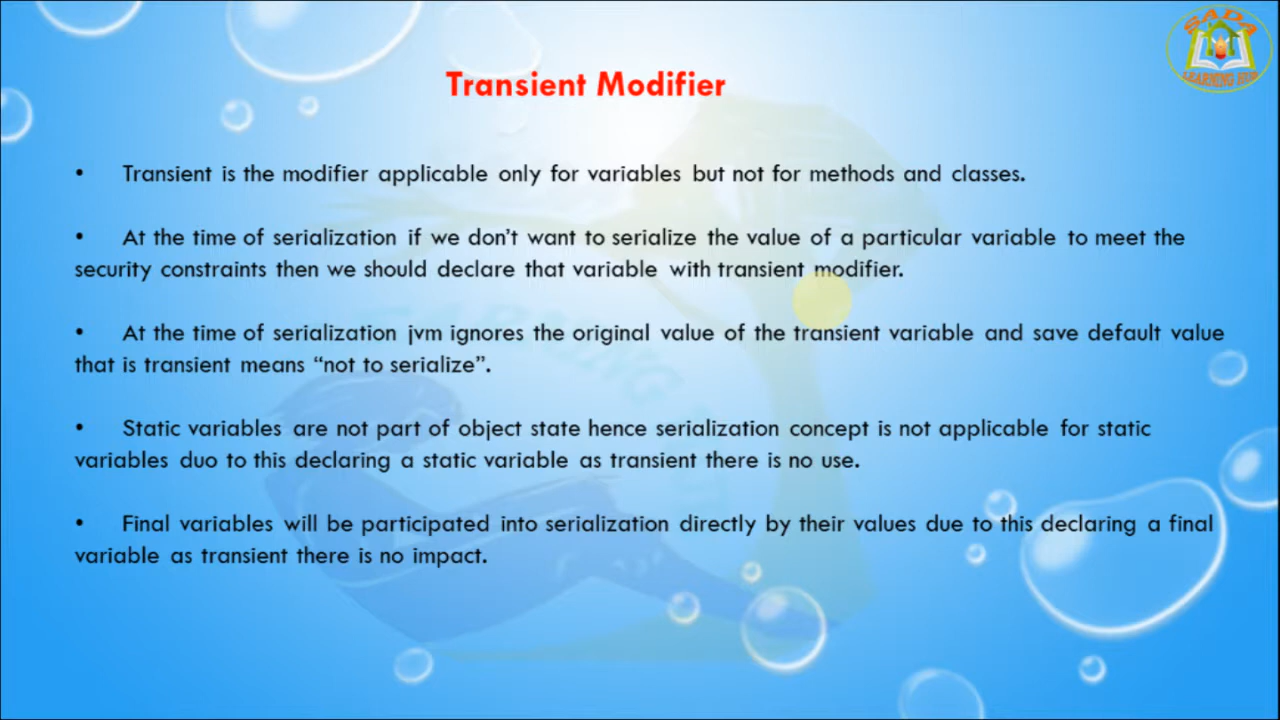 SADA
LEARNING HUB
Transient Modifier
• Transient is the modifier applicable only for variables but not for methods and classes.
• At the time of serialization if we don’t want to serialize the value of a particular variable to meet the
security constraints then we should declare that variable with transient modifier.
• At the time of serialization jvm ignores the original value of the transient variable and save default value
that is transient means “not to serialize”.
• Static variables are not part of object state hence serialization concept is not applicable for static
variables duo to this declaring a static variable as transient there is no use.
• Final variables will be participated into serialization directly by their values due to this declaring a final
variable as transient there is no impact.